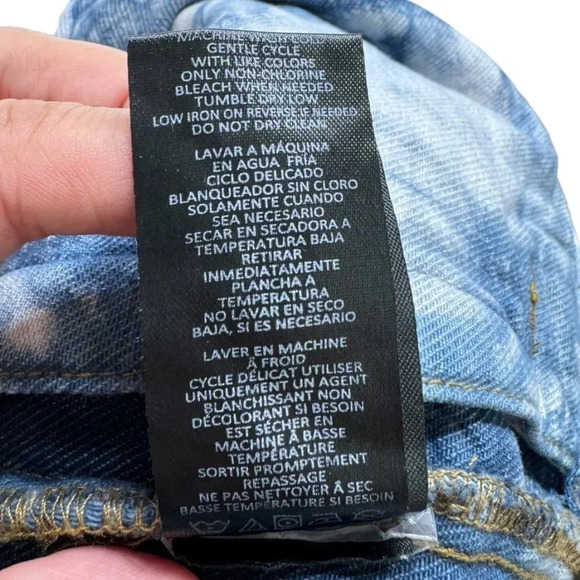 MACHINE WASH COLD
GENTLE CYCLE
WITH LIKE COLORS
ONLY NON-CHLORINE
BLEACH WHEN NEEDED
TUMBLE DRY LOW
LOW IRON ON REVERSE IF NEEDED
DO NOT DRY CLEAN
LAVAR A MÁQUINA
EN AGUA FRÍA
CICLO DELICADO
BLANQUEADOR SIN CLORO
SOLAMENTE CUANDO
SEA NECESARIO
SECAR EN SECADORA A
TEMPERATURA BAJA
RETIRAR
INMEDIATAMENTE
PLANCHA A
TEMPERATURA
NO LAVAR EN SECO
BAJA, SI ES NECESARIO
LAVER EN MACHINE
À FROID
CYCLE DÉLICAT UTILISER
UNIQUEMENT UN AGENT
BLANCHISSANT NON
DÉCOLORANT SI BESOIN
EST SÉCHER EN
MACHINE À BASSE
TEMPÉRATURE
SORTIR PROMPTEMENT
REPASSAGE
NE PAS NETTOYER À SEC
BASSE TEMPÉRATURE SI BESOIN